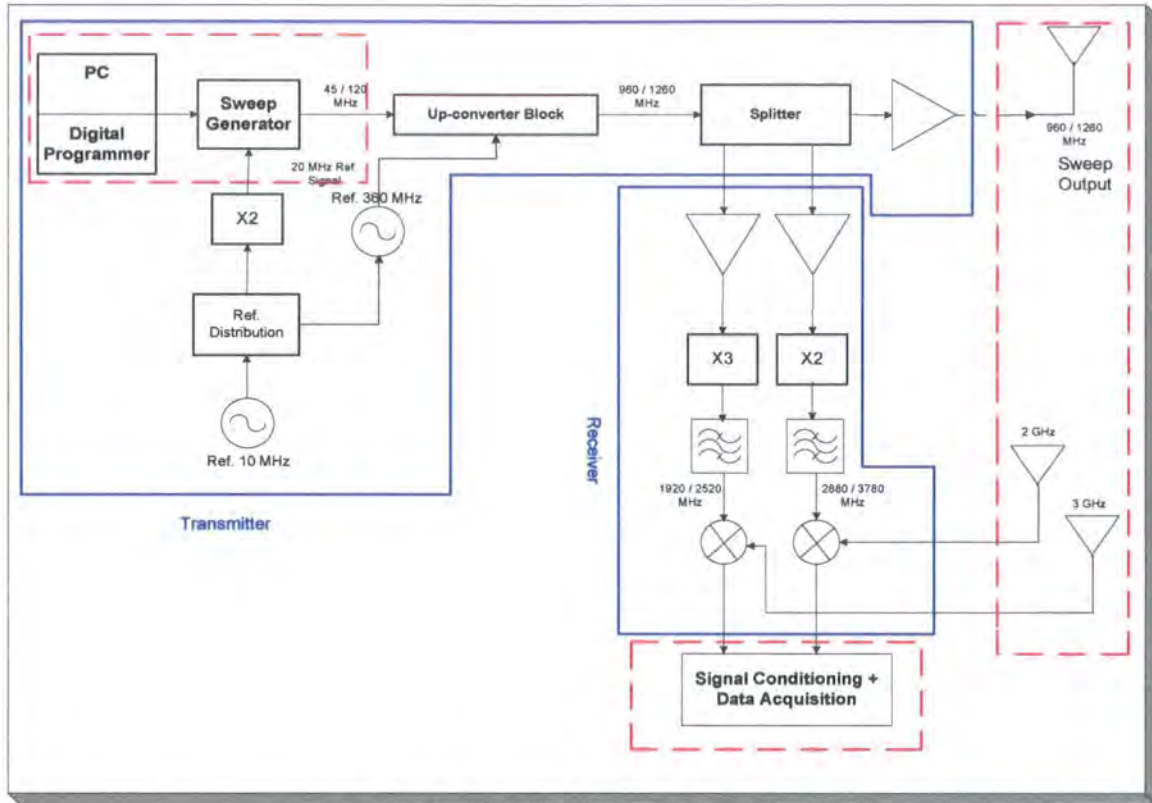 PC
Digital
Programmer
Sweep
Generator
45 / 120
MHz
Up-converter Block
960 / 1260
MHz
Splitter
960 / 1260
MHz
Sweep
Output
20 MHz Ref.
Signal
Ref. 360 MHz
X2
Ref.
Distribution
Ref. 10 MHz
Transmitter
Receiver
X3
X2
1920 / 2520
MHz
2880 / 3780
MHz
2 GHz
3 GHz
Signal Conditioning +
Data Acquisition